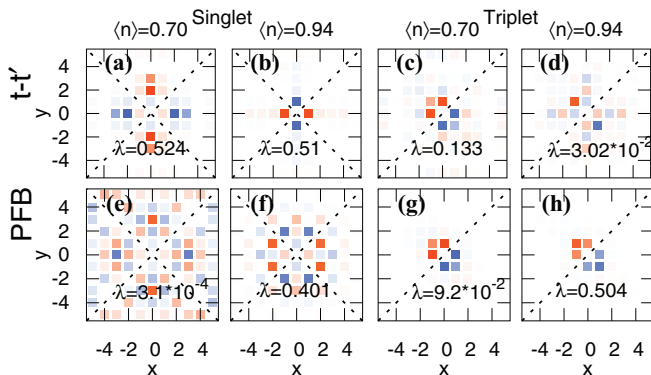 Singlet Triplet
⟨n⟩=0.70 ⟨n⟩=0.94 ⟨n⟩=0.70 ⟨n⟩=0.94
t-t′
(a) (b) (c) (d)
4
2
y 0
-2
-4
λ=0.524 λ=0.51 λ=0.133 λ=3.02*10⁻²
PFB
(e) (f) (g) (h)
4
2
y 0
-2
-4
λ=3.1*10⁻⁴ λ=0.401 λ=9.2*10⁻² λ=0.504
-4 -2 0 2 4 -4 -2 0 2 4 -4 -2 0 2 4 -4 -2 0 2 4
x x x x